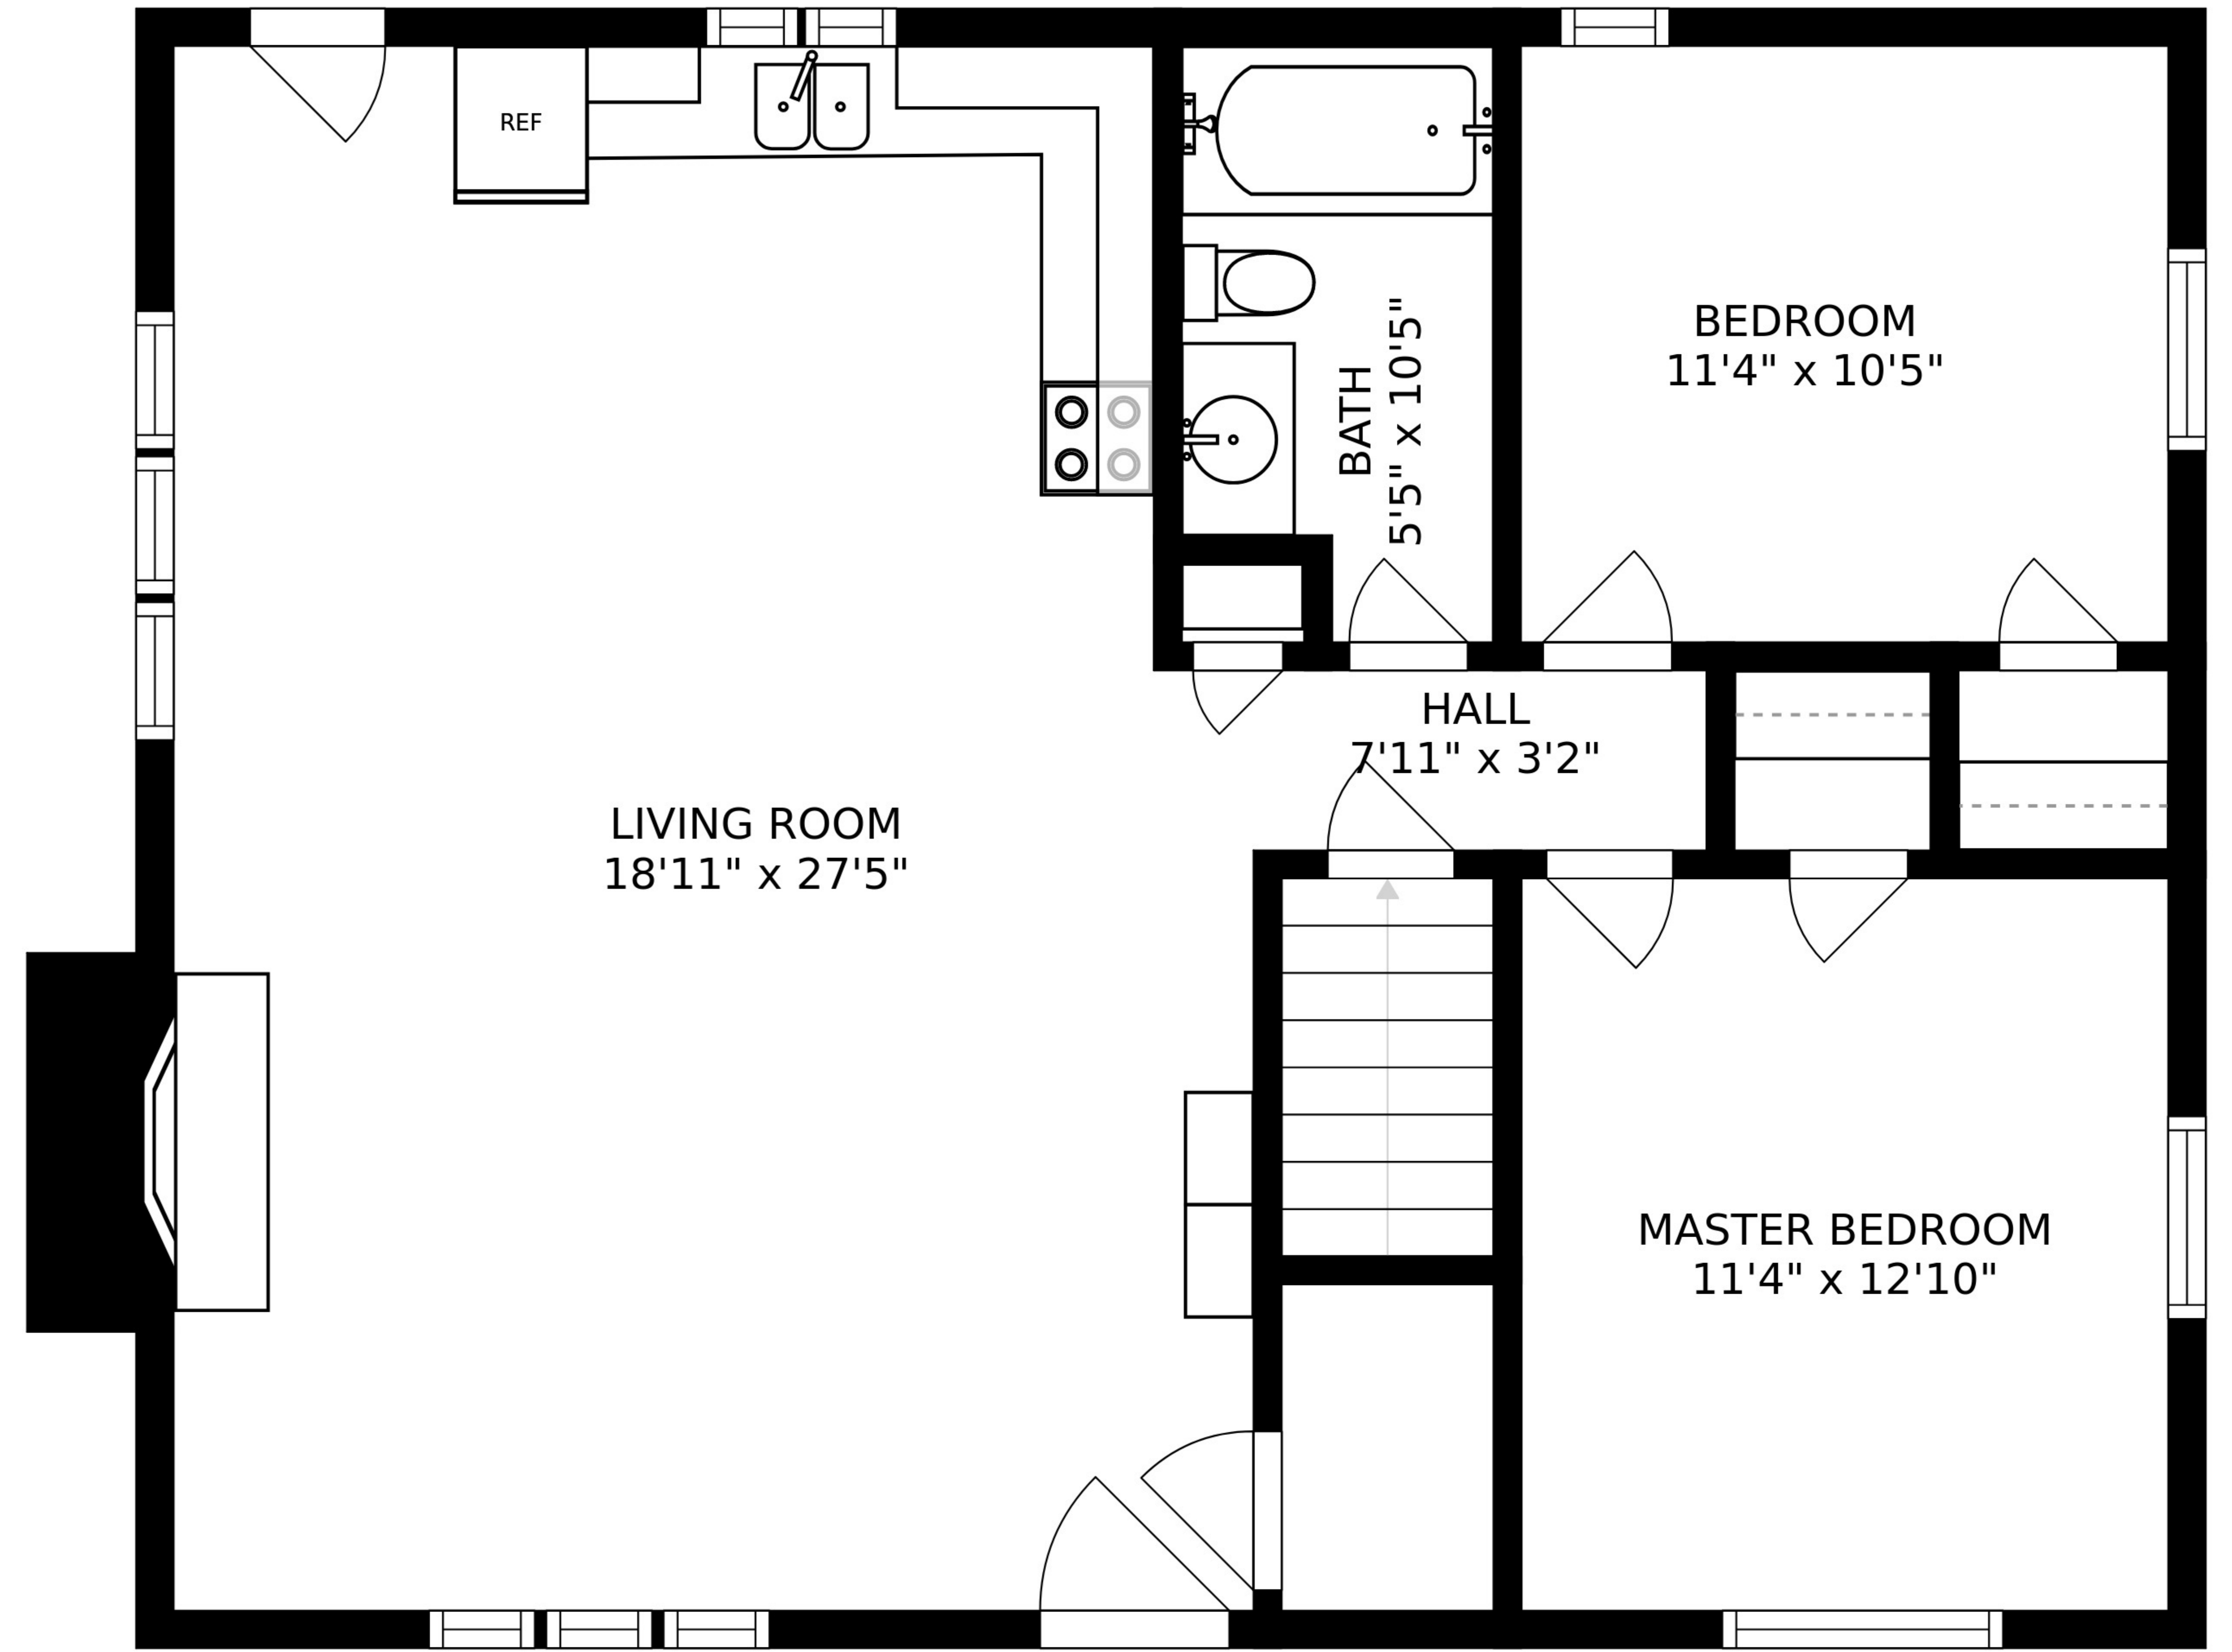 REF
BEDROOM
11'4" x 10'5"
BATH
5'5" x 10'5"
HALL
7'11" x 3'2"
LIVING ROOM
18'11" x 27'5"
MASTER BEDROOM
11'4" x 12'10"